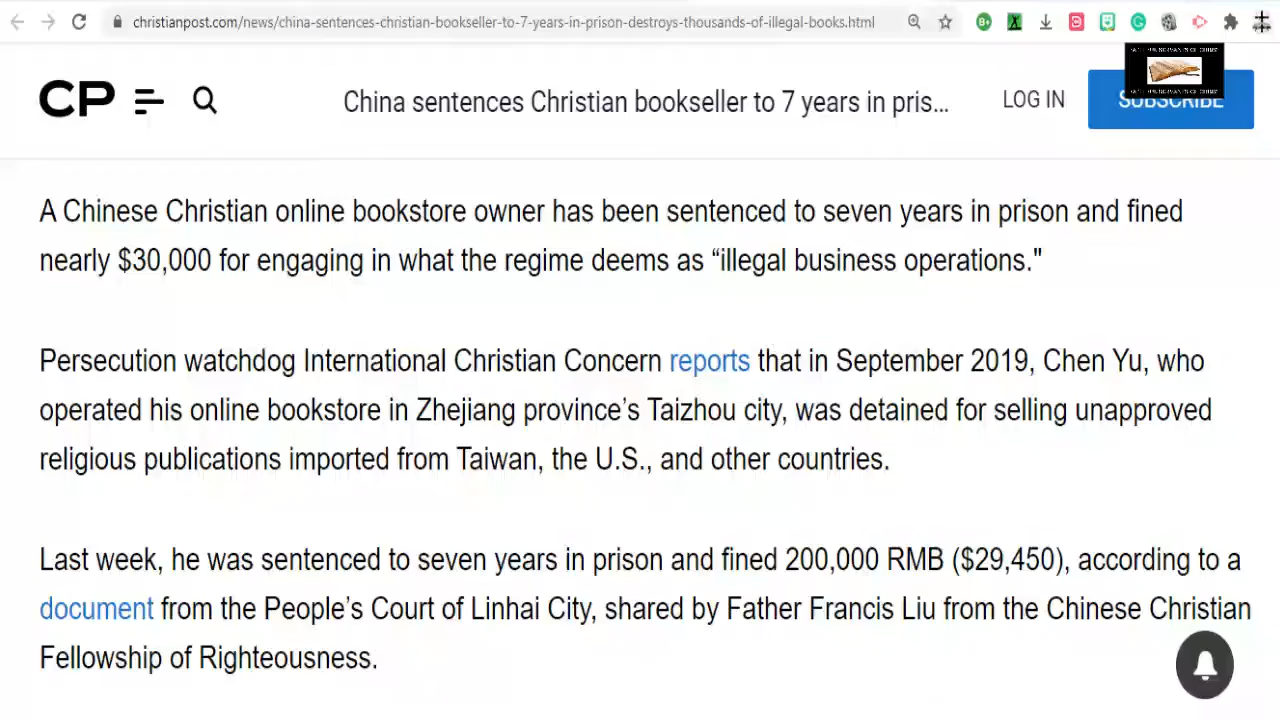 christianpost.com/news/china-sentences-christian-bookseller-to-7-years-in-prison-destroys-thousands-of-illegal-books.html
CP
China sentences Christian bookseller to 7 years in pris...
LOG IN
SUBSCRIBE
A Chinese Christian online bookstore owner has been sentenced to seven years in prison and fined
nearly $30,000 for engaging in what the regime deems as “illegal business operations."
Persecution watchdog International Christian Concern reports that in September 2019, Chen Yu, who
operated his online bookstore in Zhejiang province’s Taizhou city, was detained for selling unapproved
religious publications imported from Taiwan, the U.S., and other countries.
Last week, he was sentenced to seven years in prison and fined 200,000 RMB ($29,450), according to a
document from the People’s Court of Linhai City, shared by Father Francis Liu from the Chinese Christian
Fellowship of Righteousness.